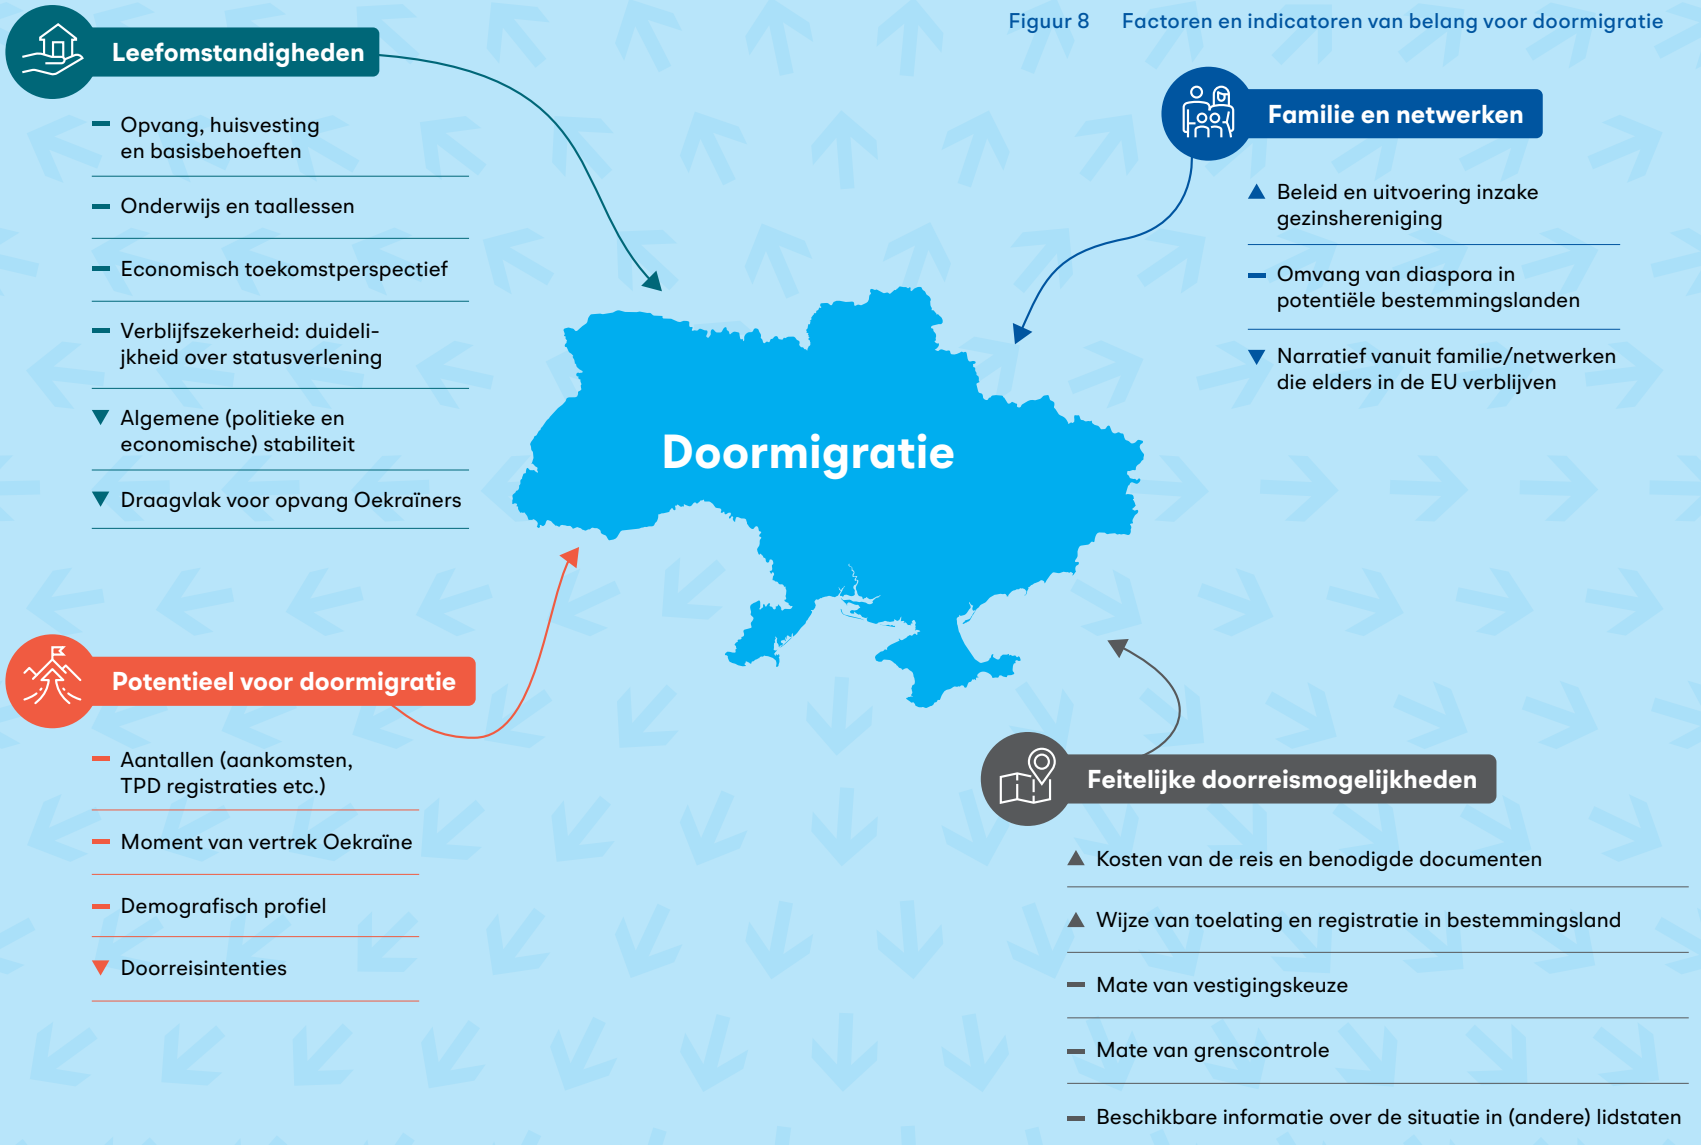 Figuur 8 Factoren en indicatoren van belang voor doormigratie
Leefomstandigheden
Opvang, huisvesting
en basisbehoeften
Onderwijs en taallessen
Economisch toekomstperspectief
Verblijfszekerheid: duideli-
jkheid over statusverlening
Algemene (politieke en
economische) stabiliteit
Draagvlak voor opvang Oekraïners
Familie en netwerken
Beleid en uitvoering inzake
gezinshereniging
Omvang van diaspora in
potentiële bestemmingslanden
Narratief vanuit familie/netwerken
die elders in de EU verblijven
Doormigratie
Potentieel voor doormigratie
Aantallen (aankomsten,
TPD registraties etc.)
Moment van vertrek Oekraïne
Demografisch profiel
Doorreisintenties
Feitelijke doorreismogelijkheden
Kosten van de reis en benodigde documenten
Wijze van toelating en registratie in bestemmingsland
Mate van vestigingskeuze
Mate van grenscontrole
Beschikbare informatie over de situatie in (andere) lidstaten